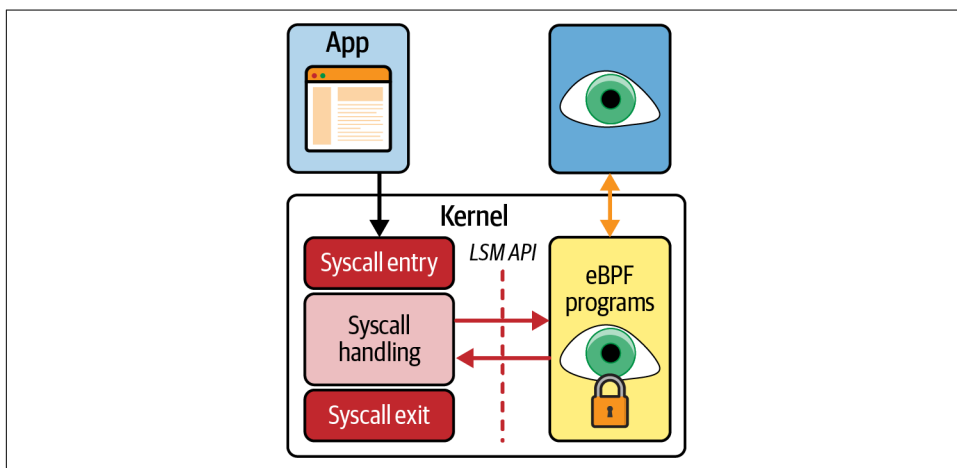 App
Kernel
Syscall entry
LSM API
eBPF
programs
Syscall
handling
Syscall exit